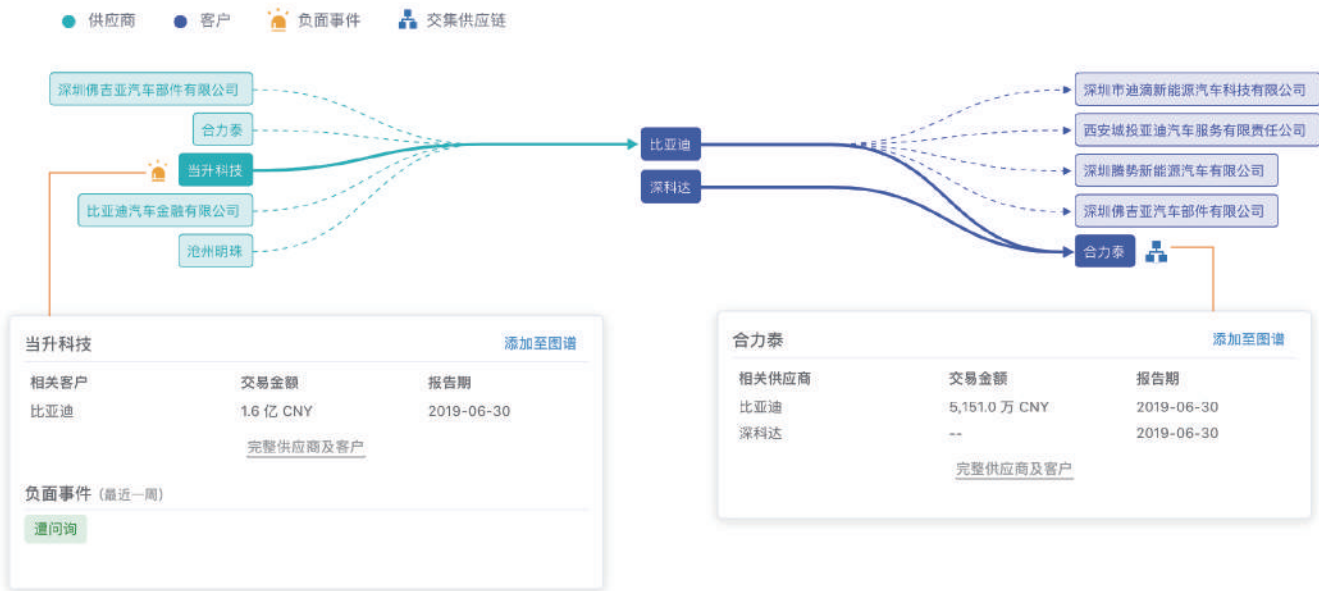 供应商 客户 负面事件 交集供应链
深圳佛吉亚汽车部件有限公司
合力泰
当升科技
比亚迪汽车金融有限公司
沧州明珠
比亚迪
深科达
深圳市迪滴新能源汽车科技有限公司
西安城投亚迪汽车服务有限责任公司
深圳腾势新能源汽车有限公司
深圳佛吉亚汽车部件有限公司
合力泰
当升科技 添加至图谱
相关客户 交易金额 报告期
比亚迪 1.6 亿 CNY 2019-06-30
完整供应商及客户
负面事件（最近一周）
遭问询
合力泰 添加至图谱
相关供应商 交易金额 报告期
比亚迪 5,151.0 万 CNY 2019-06-30
深科达 -- 2019-06-30
完整供应商及客户